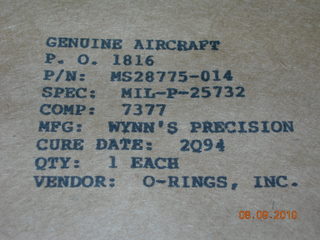 GENUINE AIRCRAFT
P. O. 1816
P/N: MS28775-014
SPEC: MIL-P-25732
COMP: 7377
MFG: WYNN'S PRECISION
CURE DATE: 2Q94
QTY: 1 EACH
VENDOR: O-RINGS, INC.
08.09.2010